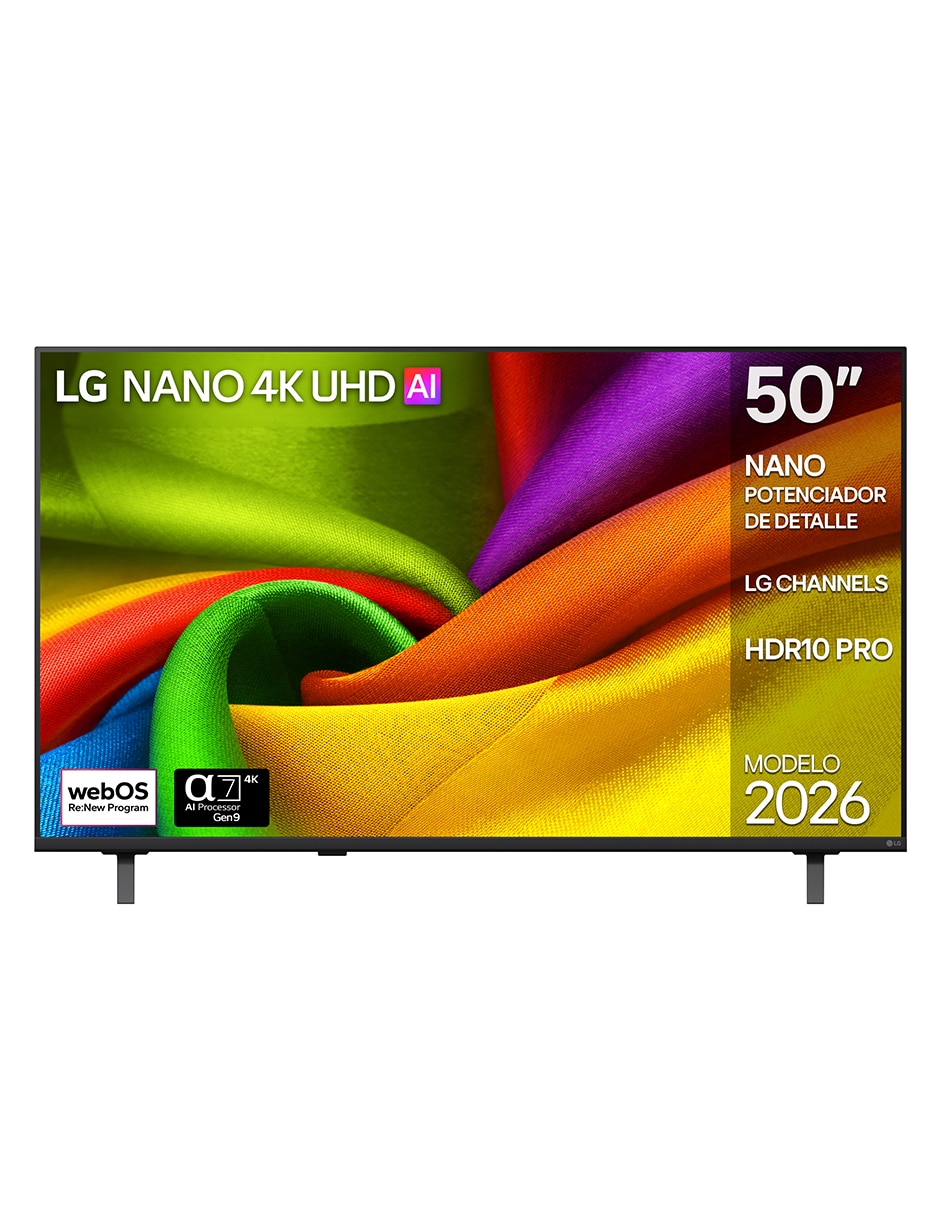 LG NANO 4K UHD AI
50"
NANO
POTENCIADOR
DE DETALLE
LG CHANNELS
HDR10 PRO
MODELO
2026
webOS
Re:New Program
α7 4K
AI Processor
Gen9
LG